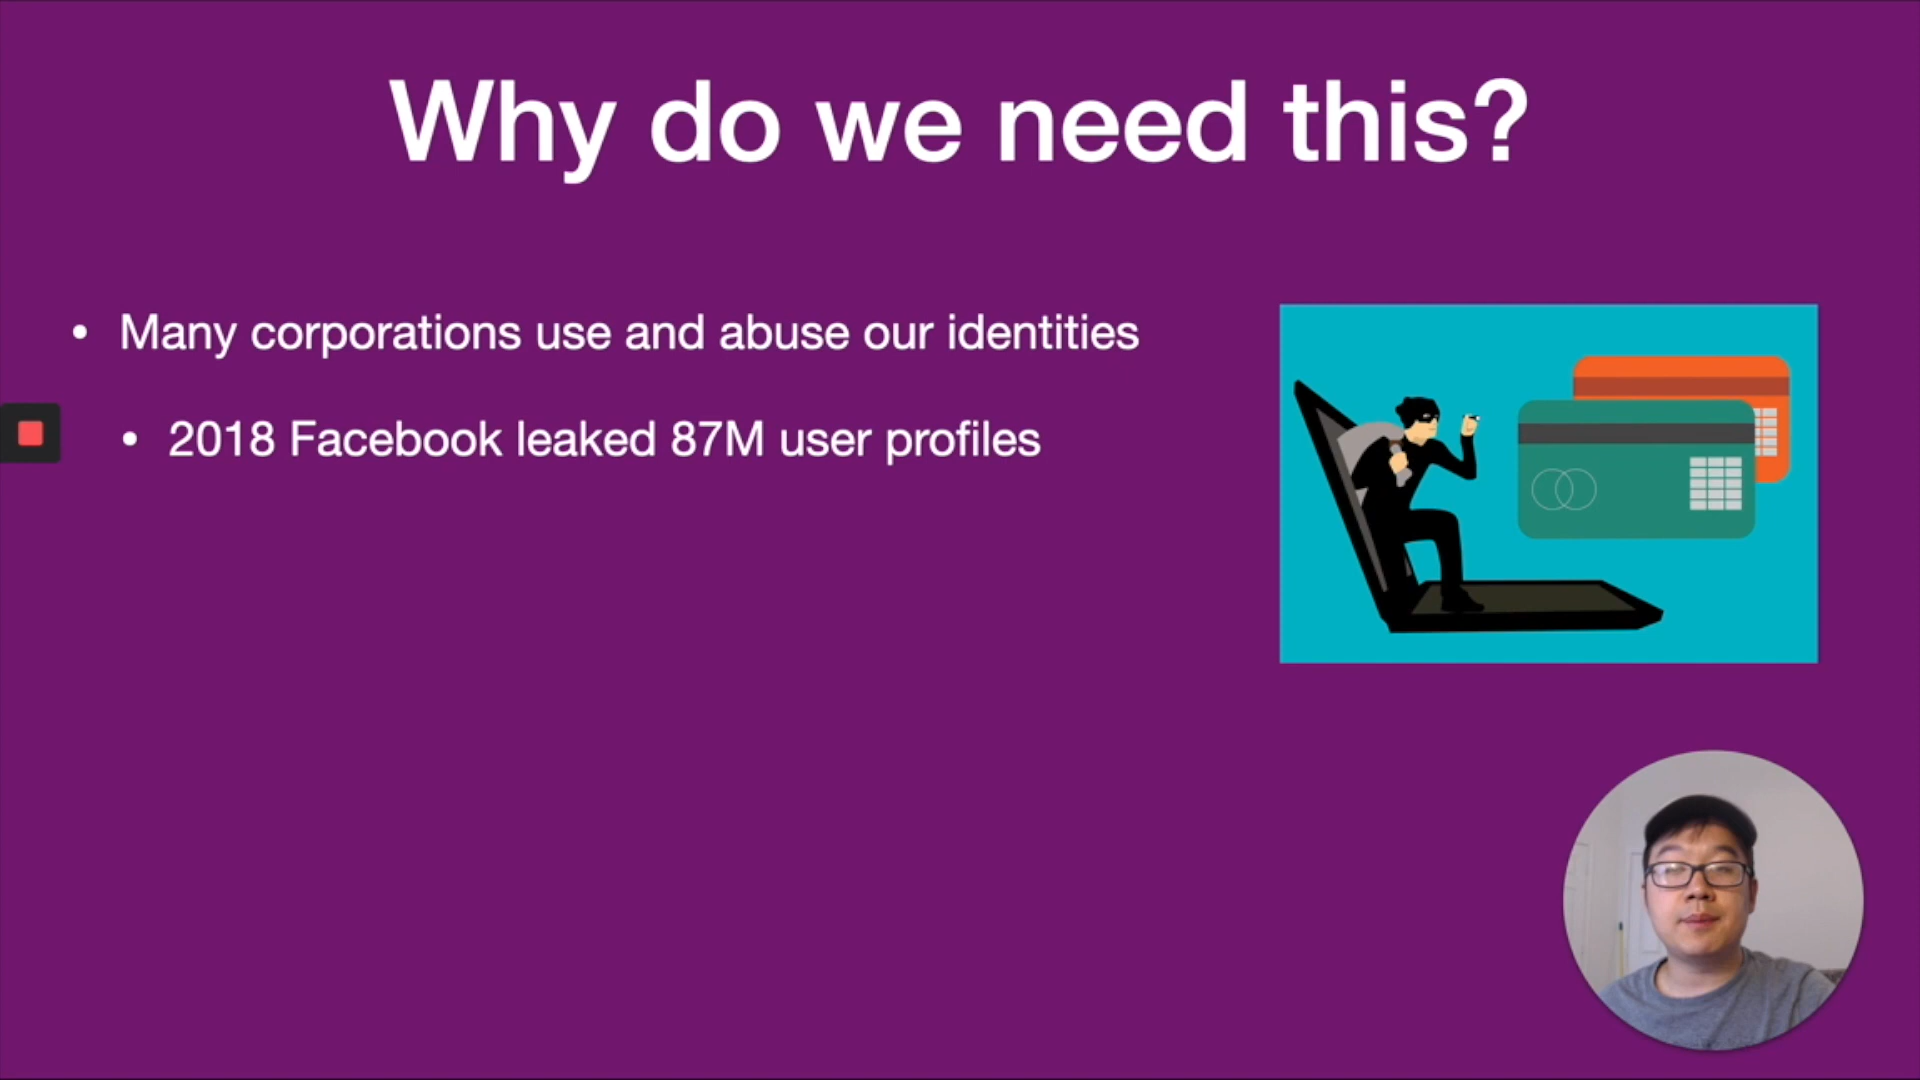 Why do we need this?
• Many corporations use and abuse our identities
• 2018 Facebook leaked 87M user profiles